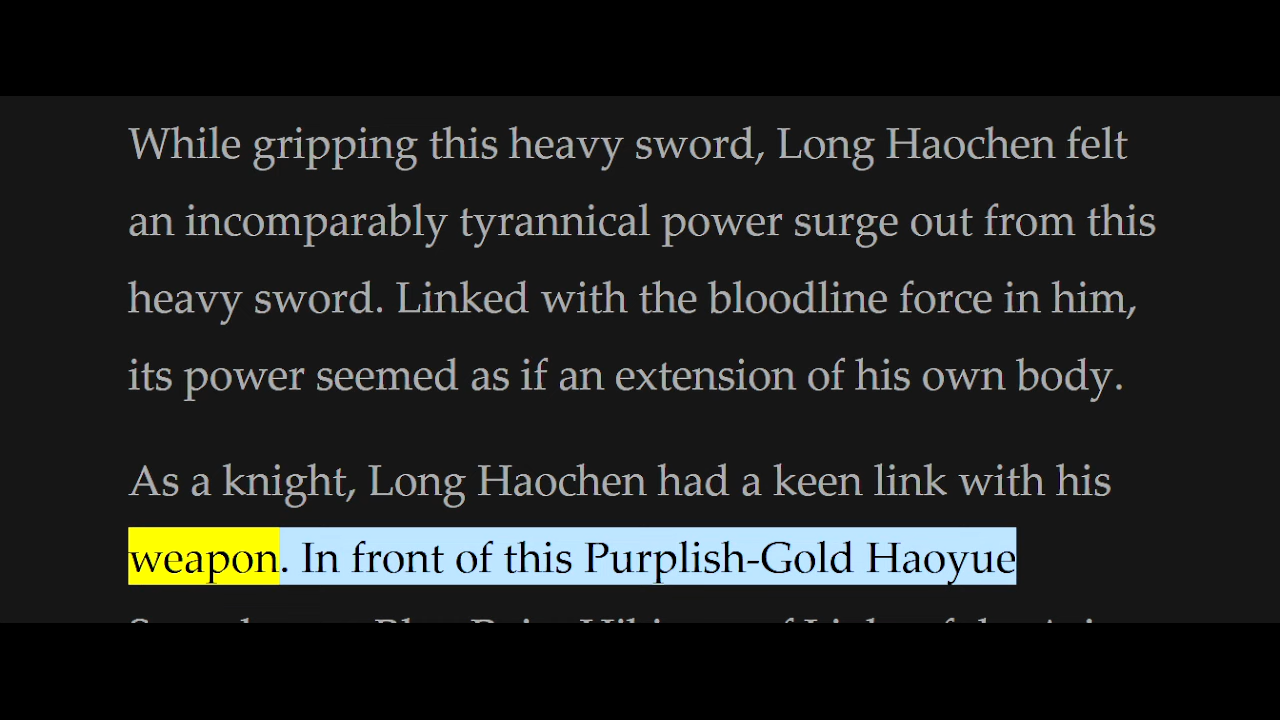 While gripping this heavy sword, Long Haochen felt
an incomparably tyrannical power surge out from this
heavy sword. Linked with the bloodline force in him,
its power seemed as if an extension of his own body.
As a knight, Long Haochen had a keen link with his
weapon. In front of this Purplish-Gold Haoyue